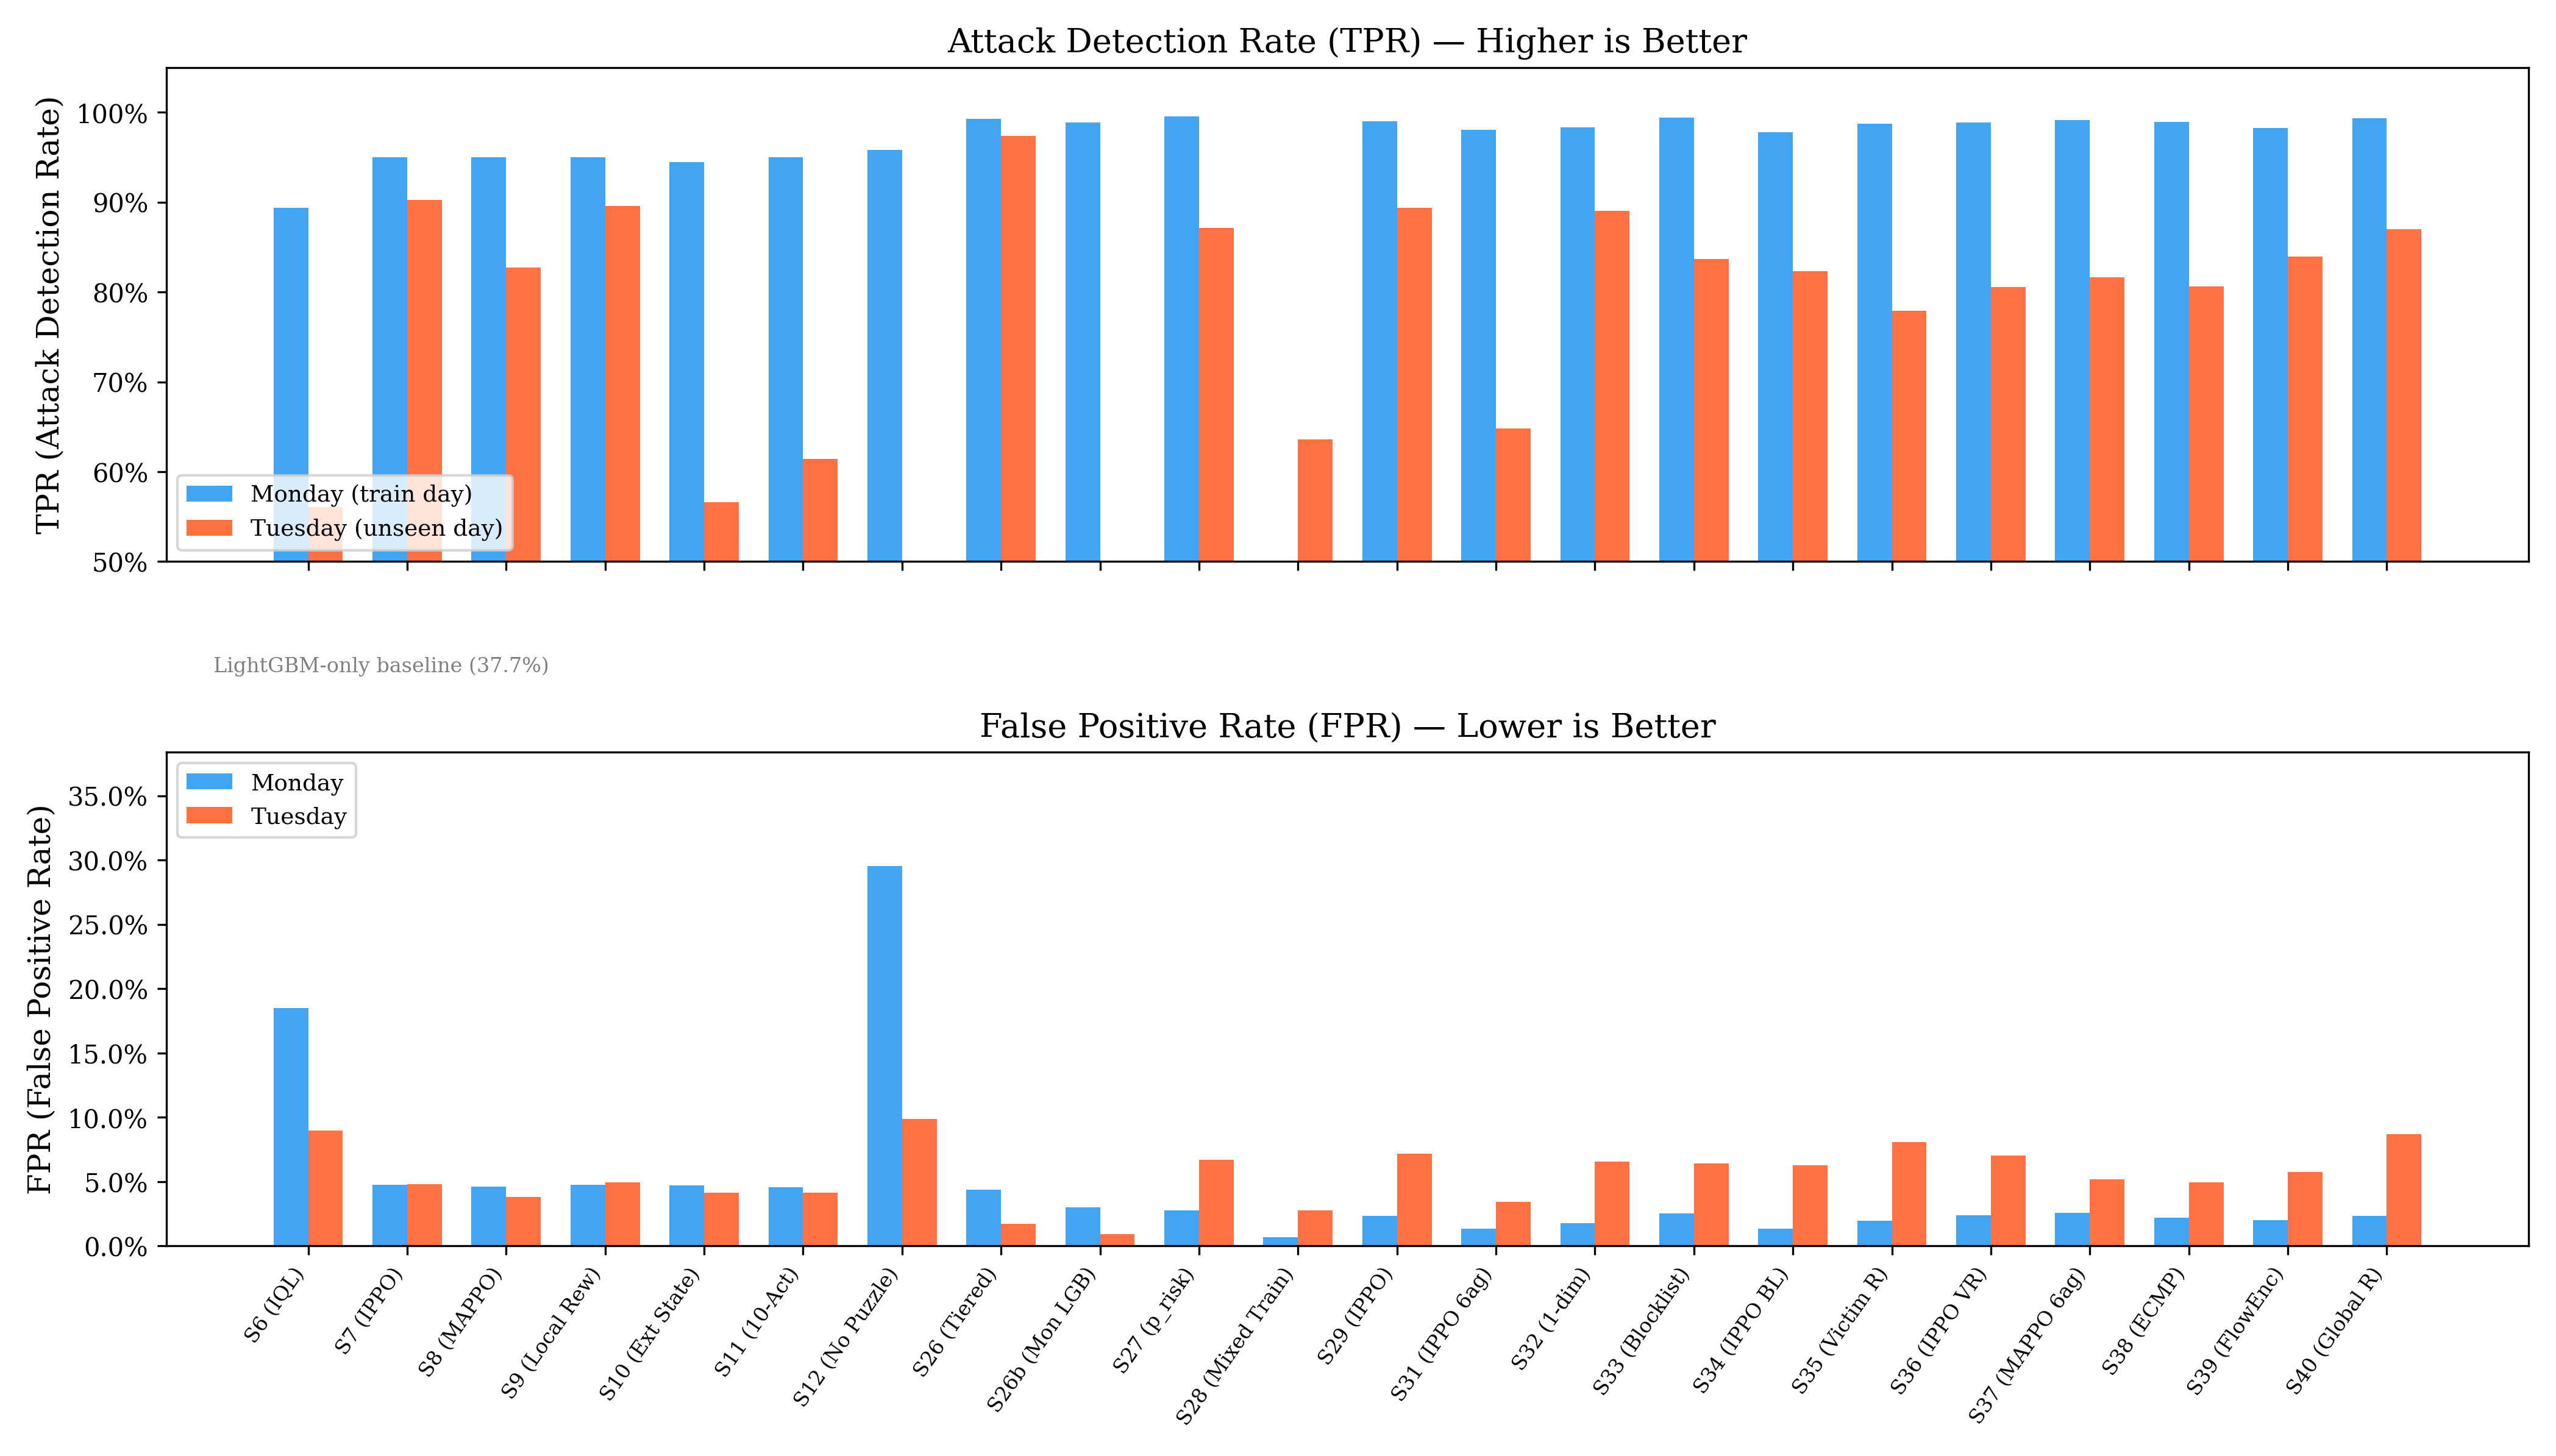 Attack Detection Rate (TPR) — Higher is Better
TPR (Attack Detection Rate)
100%
90%
80%
70%
60%
50%
Monday (train day)
Tuesday (unseen day)
LightGBM-only baseline (37.7%)
False Positive Rate (FPR) — Lower is Better
FPR (False Positive Rate)
35.0%
30.0%
25.0%
20.0%
15.0%
10.0%
5.0%
0.0%
Monday
Tuesday
S6 (IQL)
S7 (IPPO)
S8 (MAPPO)
S9 (Local Rew)
S10 (Ext State)
S11 (10-Act)
S12 (No Puzzle)
S26 (Tiered)
S26b (Mon LGB)
S27 (p_risk)
S28 (Mixed Train)
S29 (IPPO)
S31 (IPPO 6ag)
S32 (1-dim)
S33 (Blocklist)
S34 (IPPO BL)
S35 (Victim R)
S36 (IPPO VR)
S37 (MAPPO 6ag)
S38 (ECMP)
S39 (FlowEnc)
S40 (Global R)